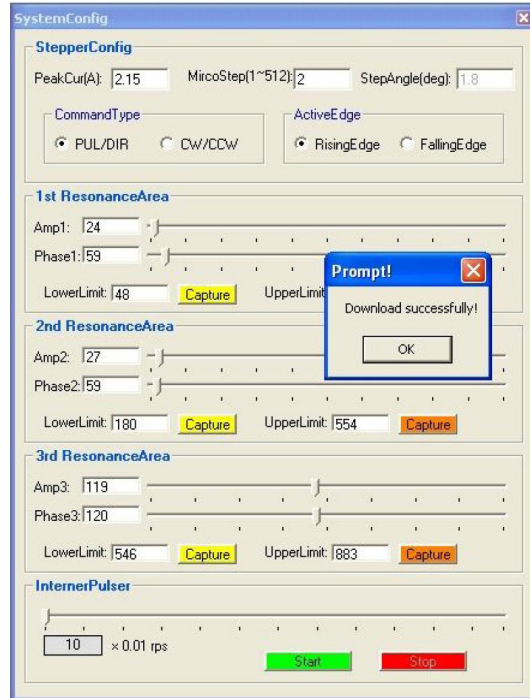 SystemConfig
StepperConfig
PeakCur(A): 2.15 MircoStep(1~512): 2 StepAngle(deg): 1.8
CommandType ActiveEdge
PUL/DIR CW/CCW RisingEdge FallingEdge
1st ResonanceArea
Amp1: 24
Phase1: 59
LowerLimit: 48 Capture UpperLimit
Prompt!
Download successfully!
OK
2nd ResonanceArea
Amp2: 27
Phase2: 59
LowerLimit: 180 Capture UpperLimit: 554 Capture
3rd ResonanceArea
Amp3: 119
Phase3: 120
LowerLimit: 546 Capture UpperLimit: 883 Capture
InternerPulser
10 × 0.01 rps
Start Stop